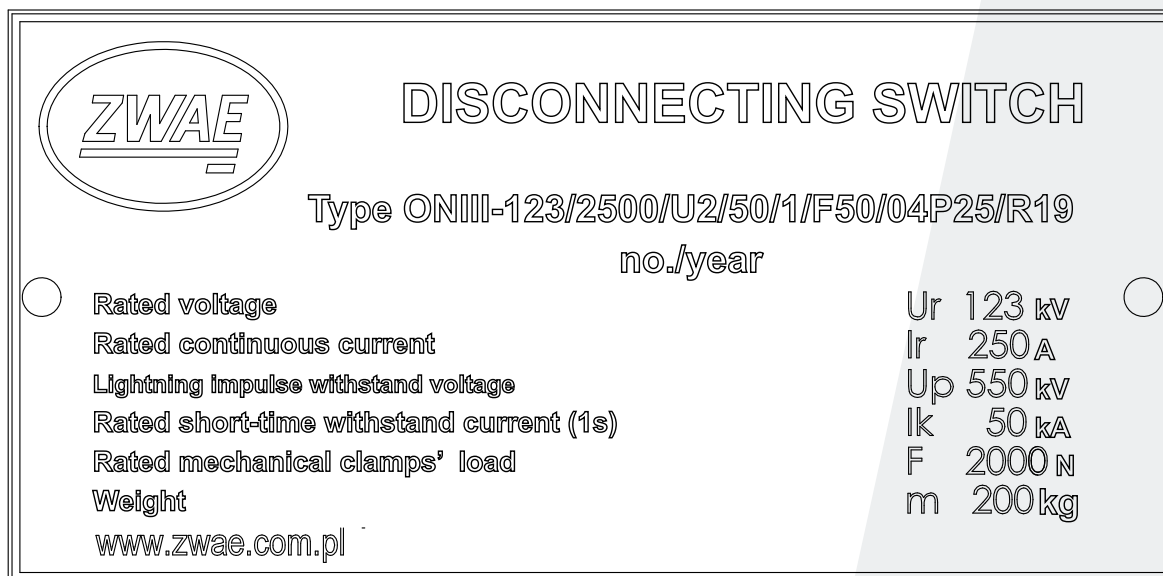 ZWAE
DISCONNECTING SWITCH
Type ONIII-123/2500/U2/50/1/F50/04P25/R19
no./year
Rated voltage Ur 123 kV
Rated continuous current Ir 250 A
Lightning impulse withstand voltage Up 550 kV
Rated short-time withstand current (1s) Ik 50 kA
Rated mechanical clamps' load F 2000 N
Weight m 200 kg
www.zwae.com.pl